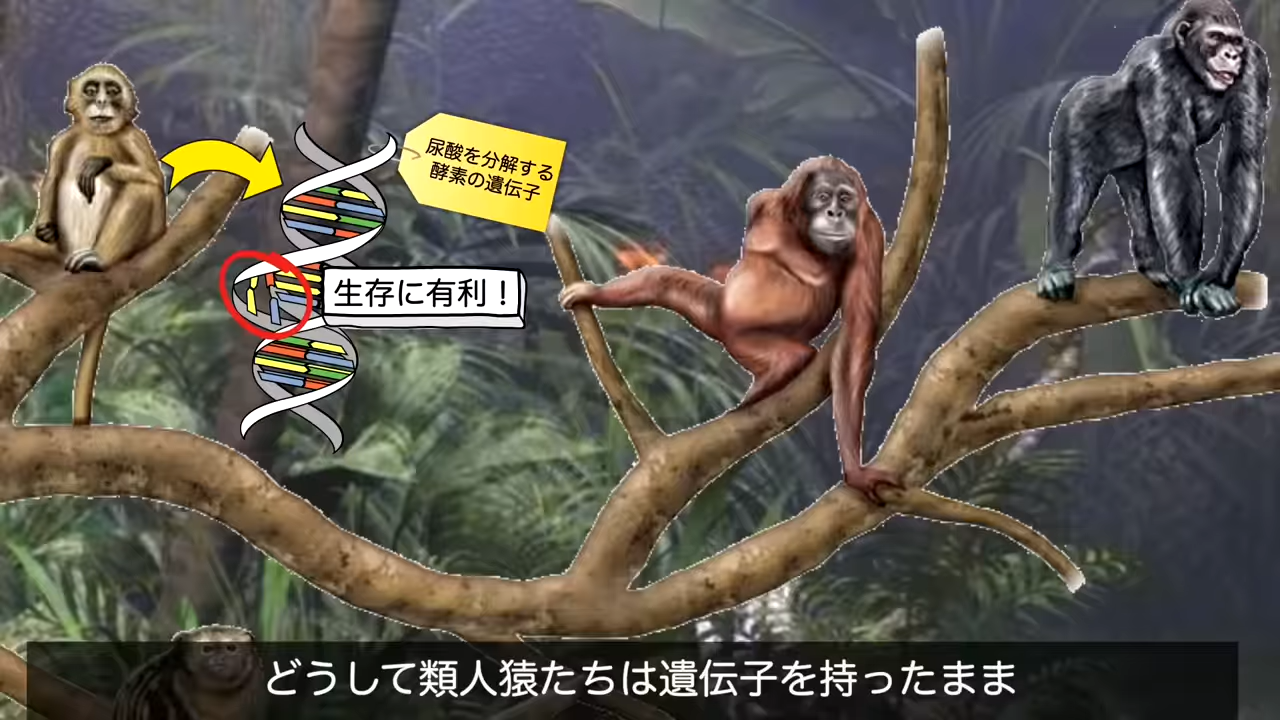 尿酸を分解する
酵素の遺伝子
生存に有利！
どうして類人猿たちは遺伝子を持ったまま